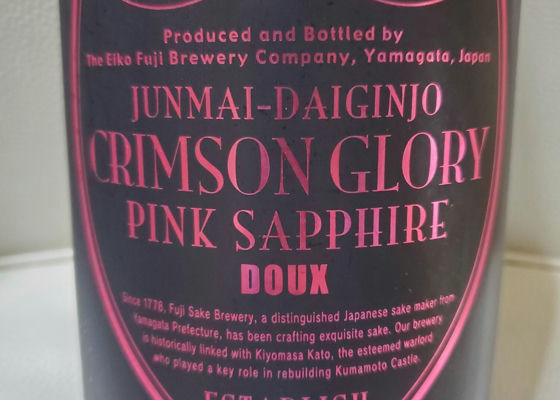 Produced and Bottled by
The Eiko Fuji Brewery Company, Yamagata, Japan
JUNMAI-DAIGINJO
CRIMSON GLORY
PINK SAPPHIRE
DOUX
Since 1778, Fuji Sake Brewery, a distinguished Japanese sake maker from
Yamagata Prefecture, has been crafting exquisite sake. Our brewery
is historically linked with Kiyomasa Kato, the esteemed warlord
who played a key role in rebuilding Kumamoto Castle.
ESTABLISH